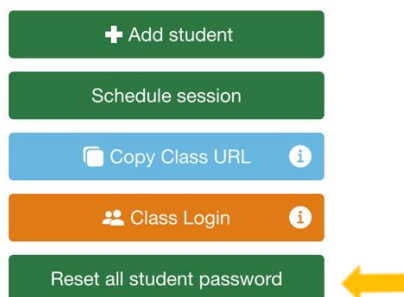 Add student
Schedule session
Copy Class URL
Class Login
Reset all student password